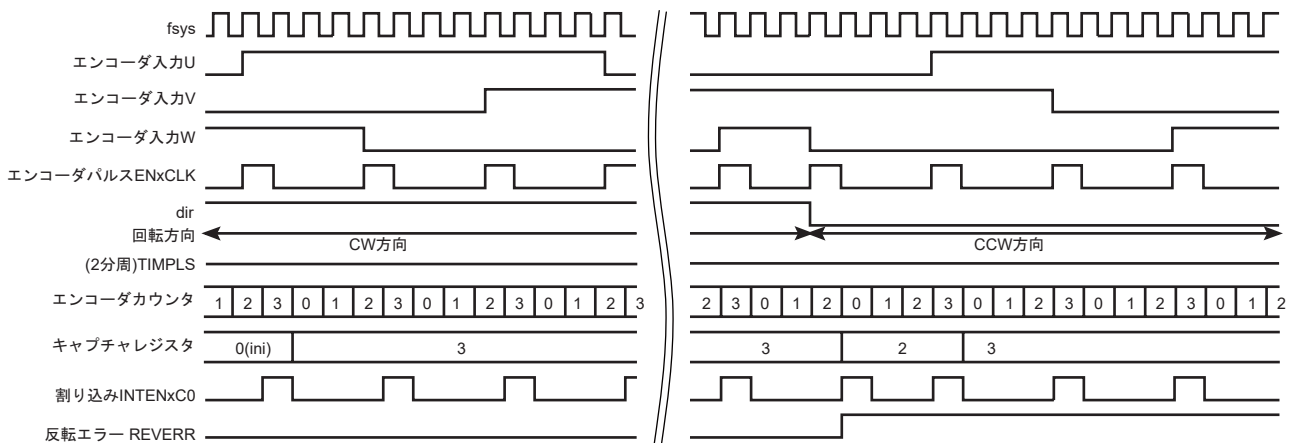 fsys
エンコーダ入力U
エンコーダ入力V
エンコーダ入力W
エンコーダパルスENxCLK
dir
回転方向 CW方向 CCW方向
(2分周)TIMPLS
エンコーダカウンタ 1 2 3 0 1 2 3 0 1 2 3 0 1 2 3 2 3 0 1 2 0 1 2 3 0 1 2 3 0 1 2 3 0 1 2
キャプチャレジスタ 0(ini) 3 3 2 3
割り込みINTENxC0
反転エラー REVERR